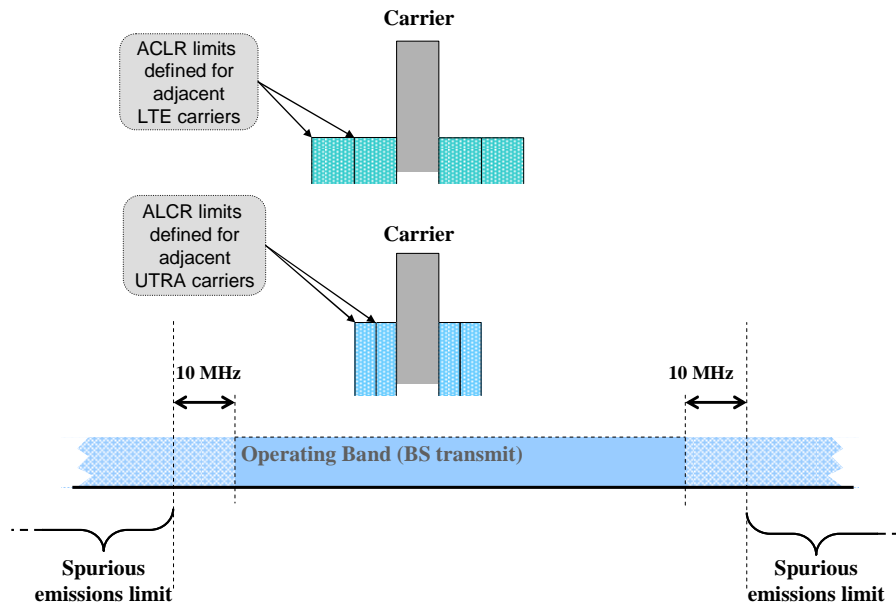 Carrier
ACLR limits
defined for
adjacent
LTE carriers
ALCR limits
defined for
adjacent
UTRA carriers
Carrier
10 MHz
10 MHz
Operating Band (BS transmit)
Spurious
emissions limit
Spurious
emissions limit